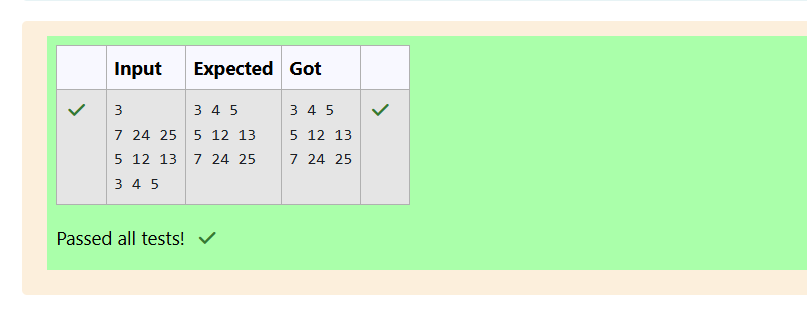 Input Expected Got
3 3 4 5 3 4 5
7 24 25 5 12 13 5 12 13
5 12 13 7 24 25 7 24 25
3 4 5
Passed all tests!